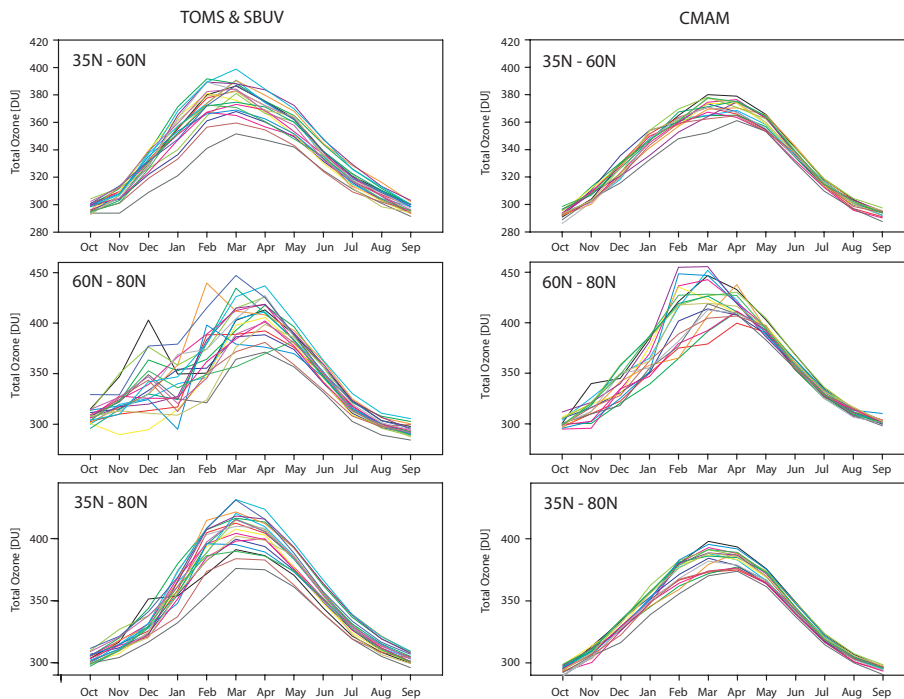 TOMS & SBUV
CMAM
35N - 60N
Total Ozone [DU]
420
400
380
360
340
320
300
280
Oct Nov Dec Jan Feb Mar Apr May Jun Jul Aug Sep
35N - 60N
Total Ozone [DU]
420
400
380
360
340
320
300
280
Oct Nov Dec Jan Feb Mar Apr May Jun Jul Aug Sep
60N - 80N
Total Ozone [DU]
450
400
350
300
Oct Nov Dec Jan Feb Mar Apr May Jun Jul Aug Sep
60N - 80N
Total Ozone [DU]
450
400
350
300
Oct Nov Dec Jan Feb Mar Apr May Jun Jul Aug Sep
35N - 80N
Total Ozone [DU]
400
350
300
Oct Nov Dec Jan Feb Mar Apr May Jun Jul Aug Sep
35N - 80N
Total Ozone [DU]
400
350
300
Oct Nov Dec Jan Feb Mar Apr May Jun Jul Aug Sep